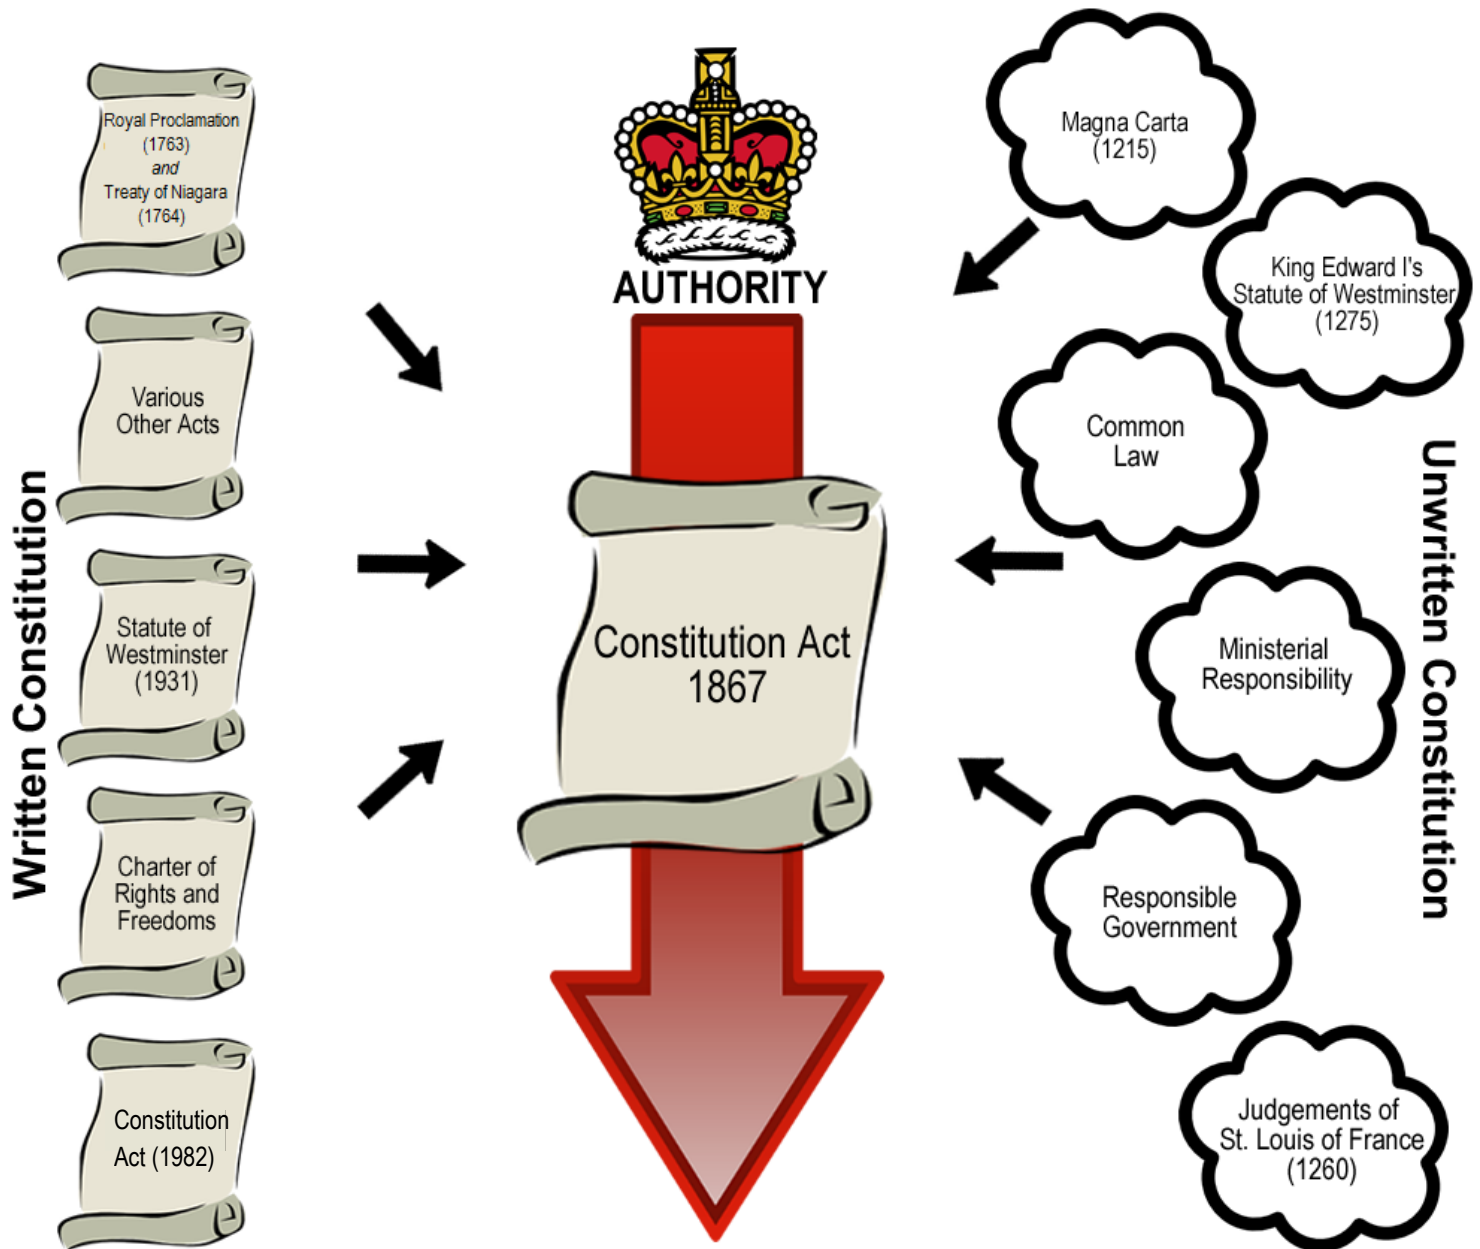 Written Constitution
Royal Proclamation
(1763)
and
Treaty of Niagara
(1764)
Various
Other Acts
Statute of
Westminster
(1931)
Charter of
Rights and
Freedoms
Constitution
Act (1982)
AUTHORITY
Constitution Act
1867
Magna Carta
(1215)
King Edward I's
Statute of Westminster
(1275)
Common
Law
Ministerial
Responsibility
Responsible
Government
Judgements of
St. Louis of France
(1260)
Unwritten Constitution